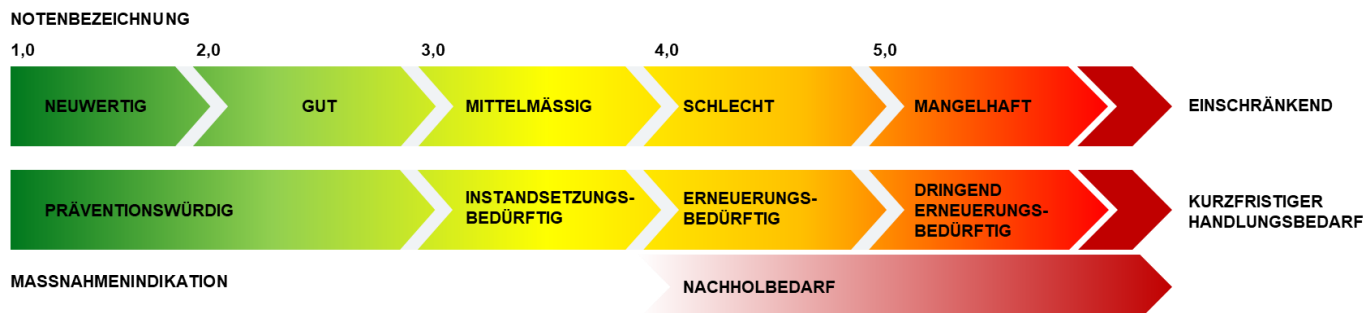 NOTENBEZEICHNUNG
1,0 2,0 3,0 4,0 5,0
NEUWERTIG GUT MITTELMÄSSIG SCHLECHT MANGELHAFT EINSCHRÄNKEND
PRÄVENTIONSWÜRDIG
INSTANDSETZUNGS-
BEDÜRFTIG
ERNEUERUNGS-
BEDÜRFTIG
DRINGEND
ERNEUERUNGS-
BEDÜRFTIG
KURZFRISTIGER
HANDLUNGSBEDARF
MASSNAHMENINDIKATION
NACHHOLBEDARF